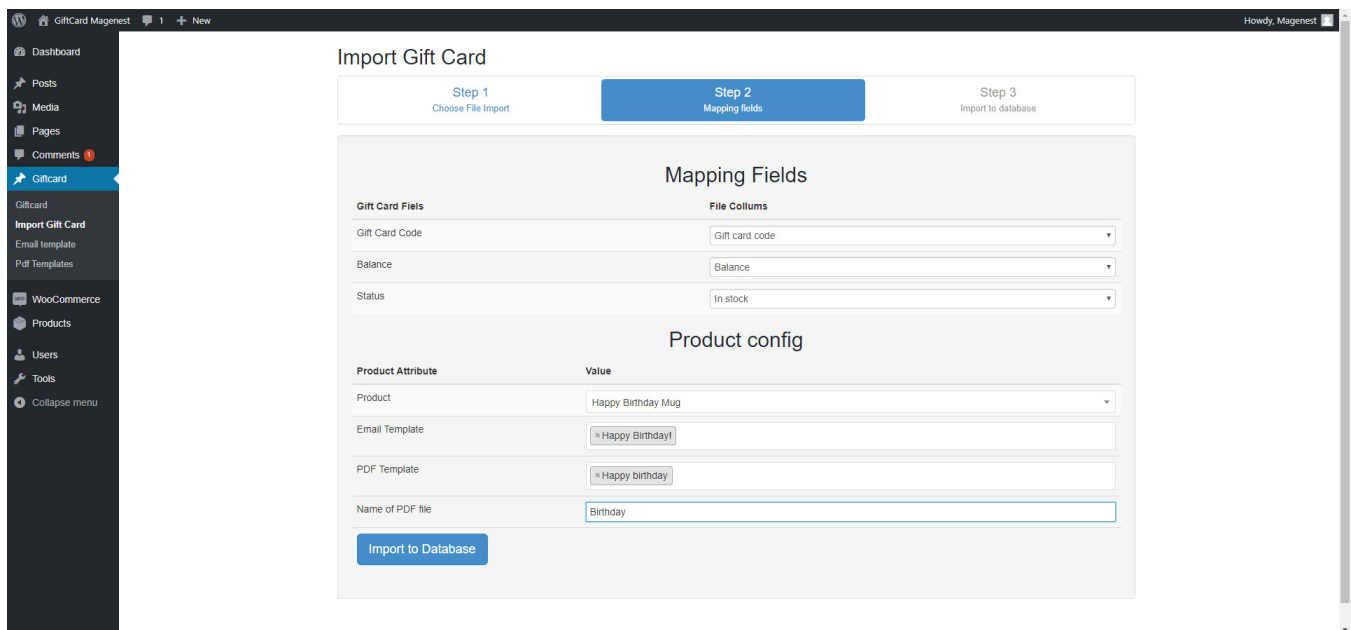 GiftCard Magenest 1 + New Howdy, Magenest
Dashboard
Posts
Media
Pages
Comments 1
Giftcard
Giftcard
Import Gift Card
Email template
Pdf Templates
WooCommerce
Products
Users
Tools
Collapse menu
Import Gift Card
Step 1
Choose File Import
Step 2
Mapping fields
Step 3
Import to database
Mapping Fields
Gift Card Fiels File Collums
Gift Card Code Gift card code
Balance Balance
Status In stock
Product config
Product Attribute Value
Product Happy Birthday Mug
Email Template ×Happy Birthday!
PDF Template ×Happy birthday
Name of PDF file Birthday
Import to Database